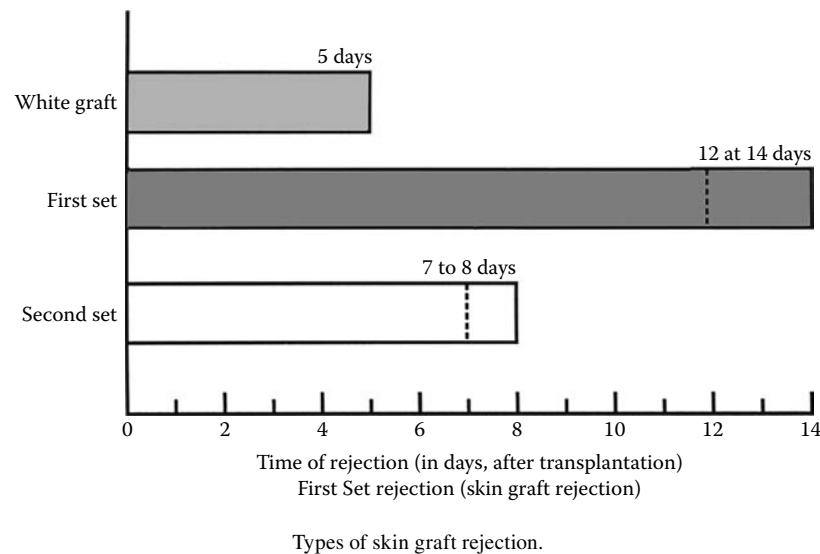 5 days
White graft
12 at 14 days
First set
7 to 8 days
Second set
0 2 4 6 8 10 12 14
Time of rejection (in days, after transplantation)
First Set rejection (skin graft rejection)
Types of skin graft rejection.